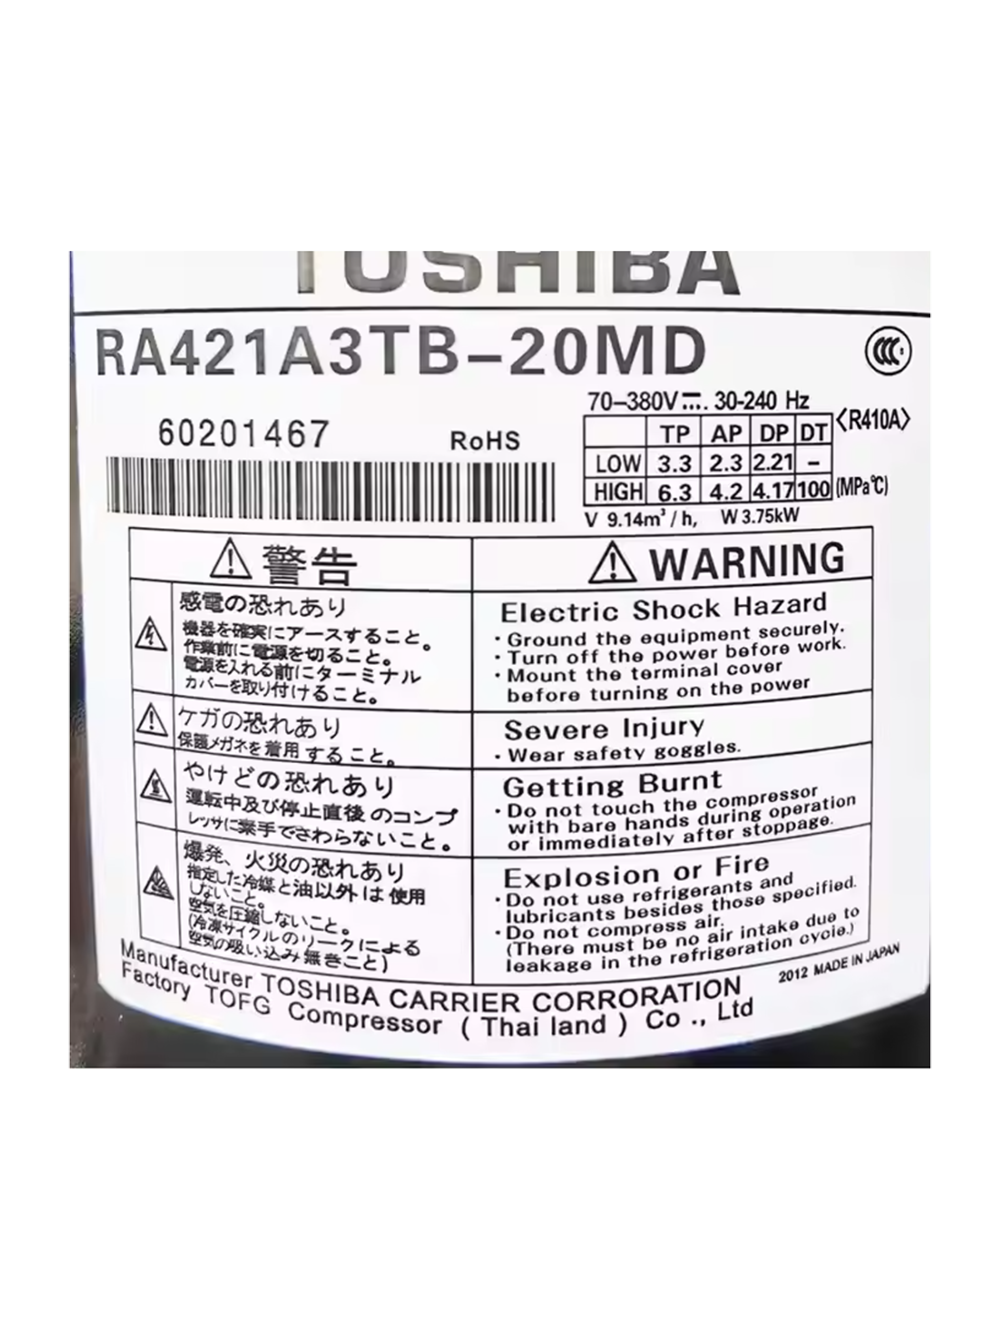 TOSHIBA
RA421A3TB-20MD
CCC
70-380V 30-240 Hz
60201467
RoHS
TP AP DP DT <R410A>
LOW 3.3 2.3 2.21 -
HIGH 6.3 4.2 4.17 100 (MPa℃)
V 9.14m³/h, W 3.75kW
警告
感電の恐れあり
機器を確実にアースすること。
作業前に電源を切ること。
電源を入れる前にターミナル
カバーを取り付けること。
ケガの恐れあり
保護メガネを着用すること。
やけどの恐れあり
運転中及び停止直後のコンプ
レッサに素手でさわらないこと。
爆発、火災の恐れあり
指定した冷媒と油以外は使用
しないこと。
空気を圧縮しないこと。
(冷凍サイクルのリークによる
空気の吸い込み無きこと)
WARNING
Electric Shock Hazard
・Ground the equipment securely.
・Turn off the power before work.
・Mount the terminal cover
before turning on the power
Severe Injury
・Wear safety goggles.
Getting Burnt
・Do not touch the compressor
with bare hands during operation
or immediately after stoppage.
Explosion or Fire
・Do not use refrigerants and
lubricants besides those specified.
・Do not compress air.
(There must be no air intake due to
leakage in the refrigeration cycie.)
Manufacturer TOSHIBA CARRIER CORRORATION
2012 MADE IN JAPAN
Factory TOFG Compressor ( Thai land ) Co ., Ltd